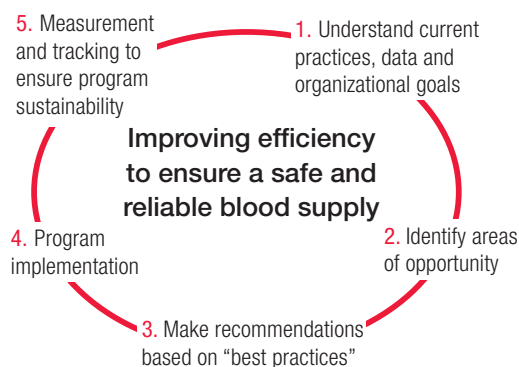 5. Measurement
and tracking to
ensure program
sustainability
1. Understand current
practices, data and
organizational goals
Improving efficiency
to ensure a safe and
reliable blood supply
2. Identify areas
of opportunity
4. Program
implementation
3. Make recommendations
based on “best practices”